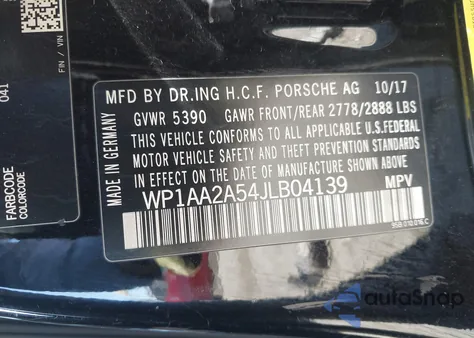 MFD BY DR.ING H.C.F. PORSCHE AG 10/17
GVWR 5390 GAWR FRONT/REAR 2778/2888 LBS
THIS VEHICLE CONFORMS TO ALL APPLICABLE U.S.FEDERAL
MOTOR VEHICLE SAFETY AND THEFT PREVENTION STANDARDS
IN EFFECT ON THE DATE OF MANUFACTURE SHOWN ABOVE.
WP1AA2A54JLB04139 MPV
MADE IN GERMANY
FIN / VIN
FARBCODE
COLORCODE
041
autoSnap